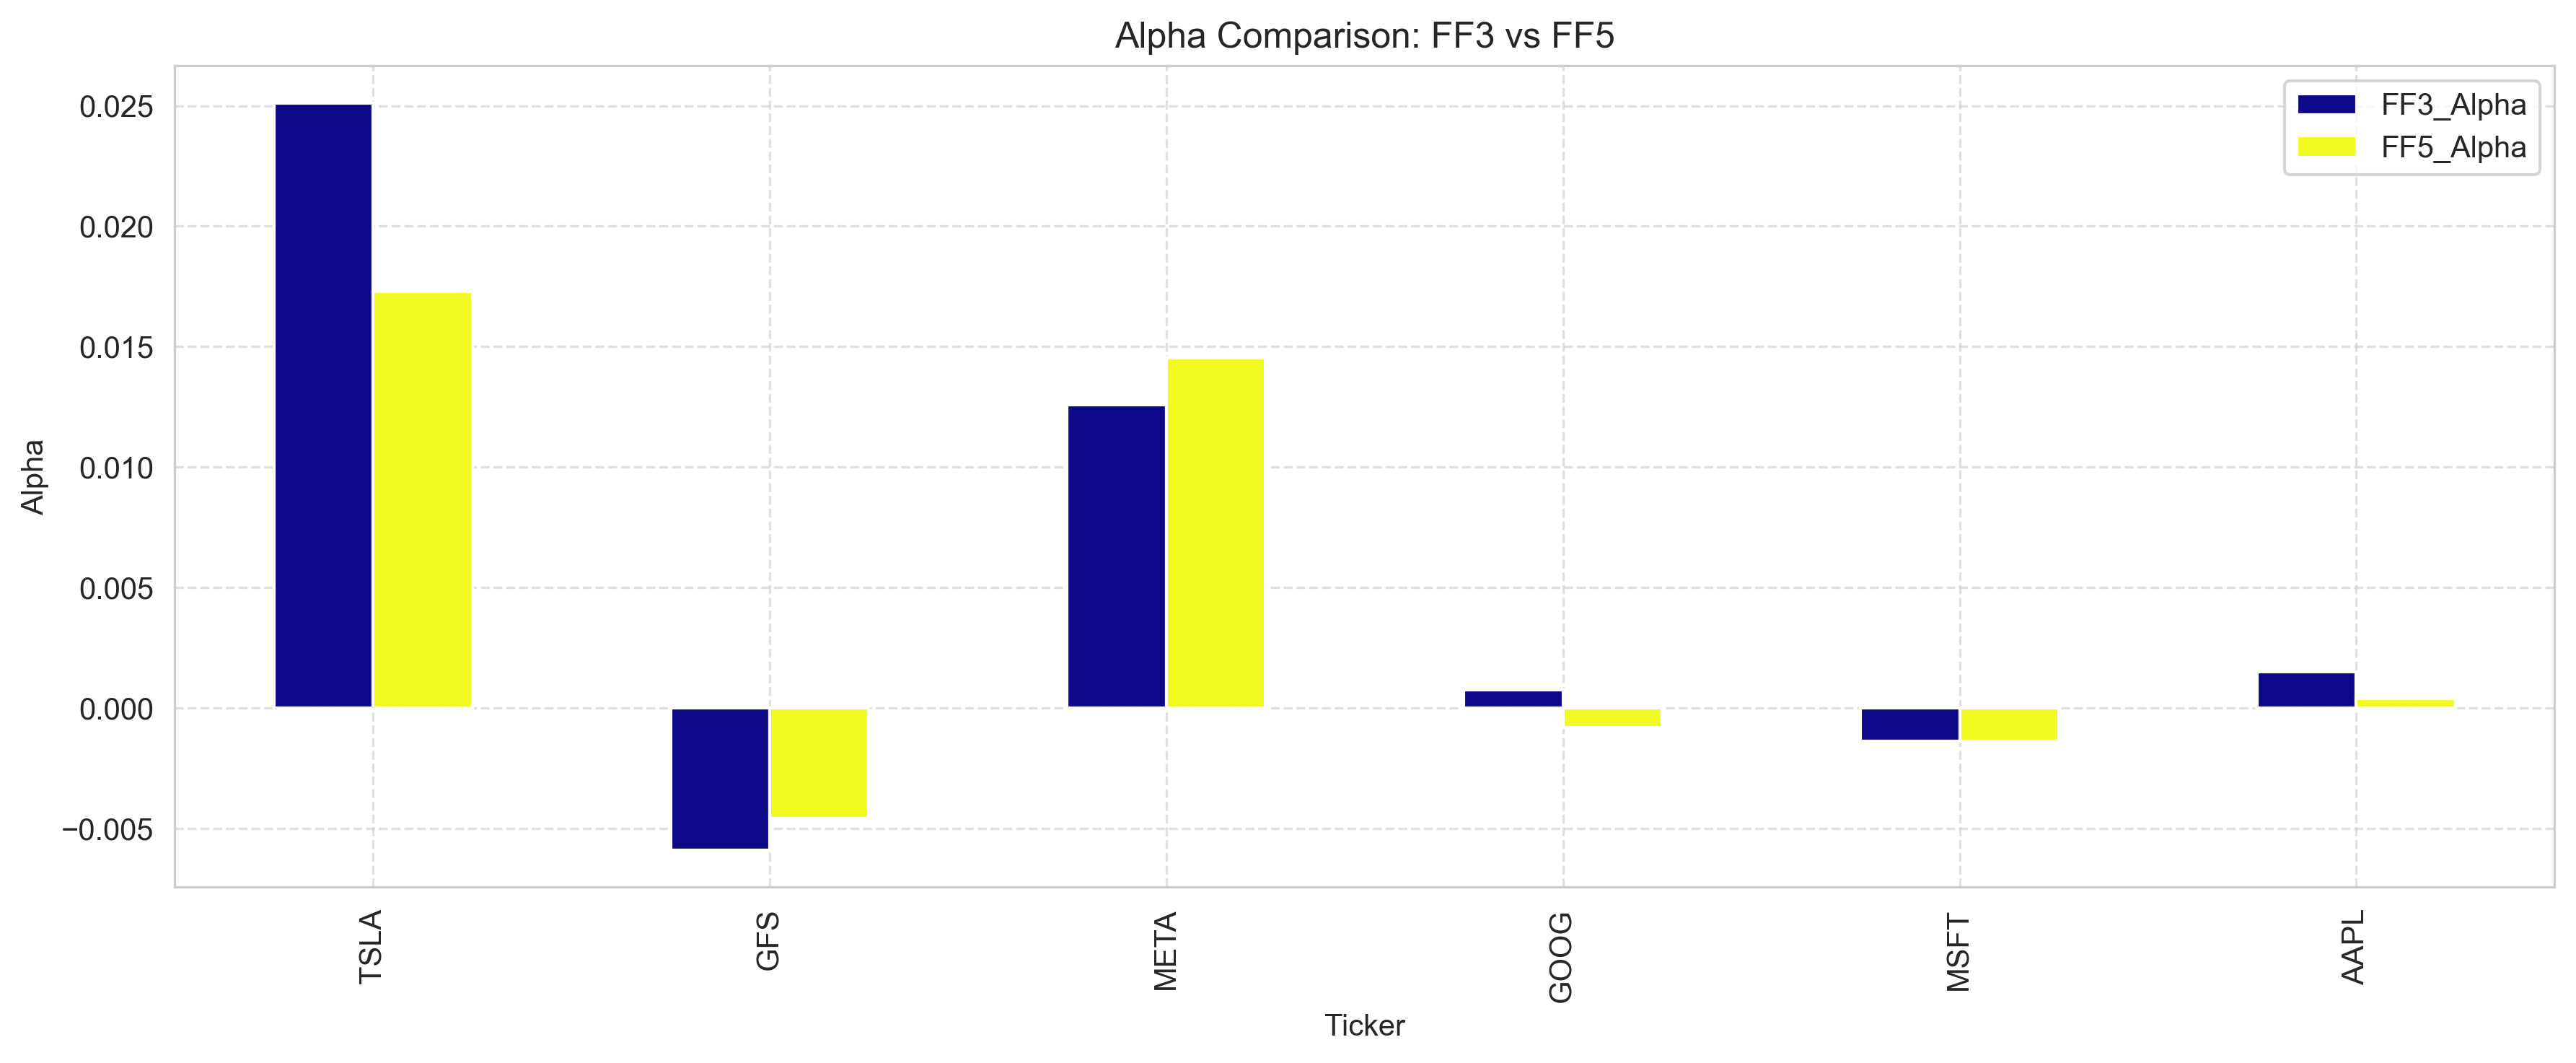 Alpha Comparison: FF3 vs FF5
FF3_Alpha
FF5_Alpha
0.025
0.020
0.015
0.010
0.005
0.000
−0.005
Alpha
TSLA
GFS
META
GOOG
MSFT
AAPL
Ticker